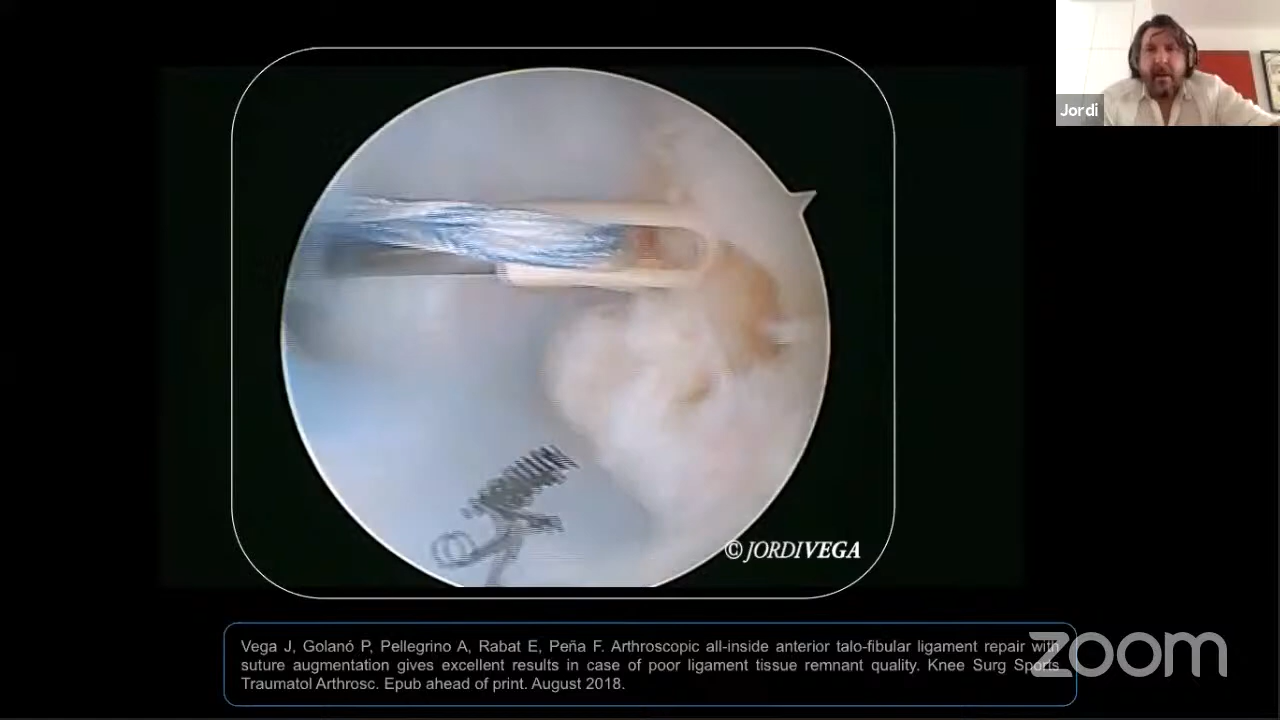 Jordi
© JORDIVEGA
Vega J, Golanó P, Pellegrino A, Rabat E, Peña F. Arthroscopic all-inside anterior talo-fibular ligament repair with
suture augmentation gives excellent results in case of poor ligament tissue remnant quality. Knee Surg Sports
Traumatol Arthrosc. Epub ahead of print. August 2018.
zoom